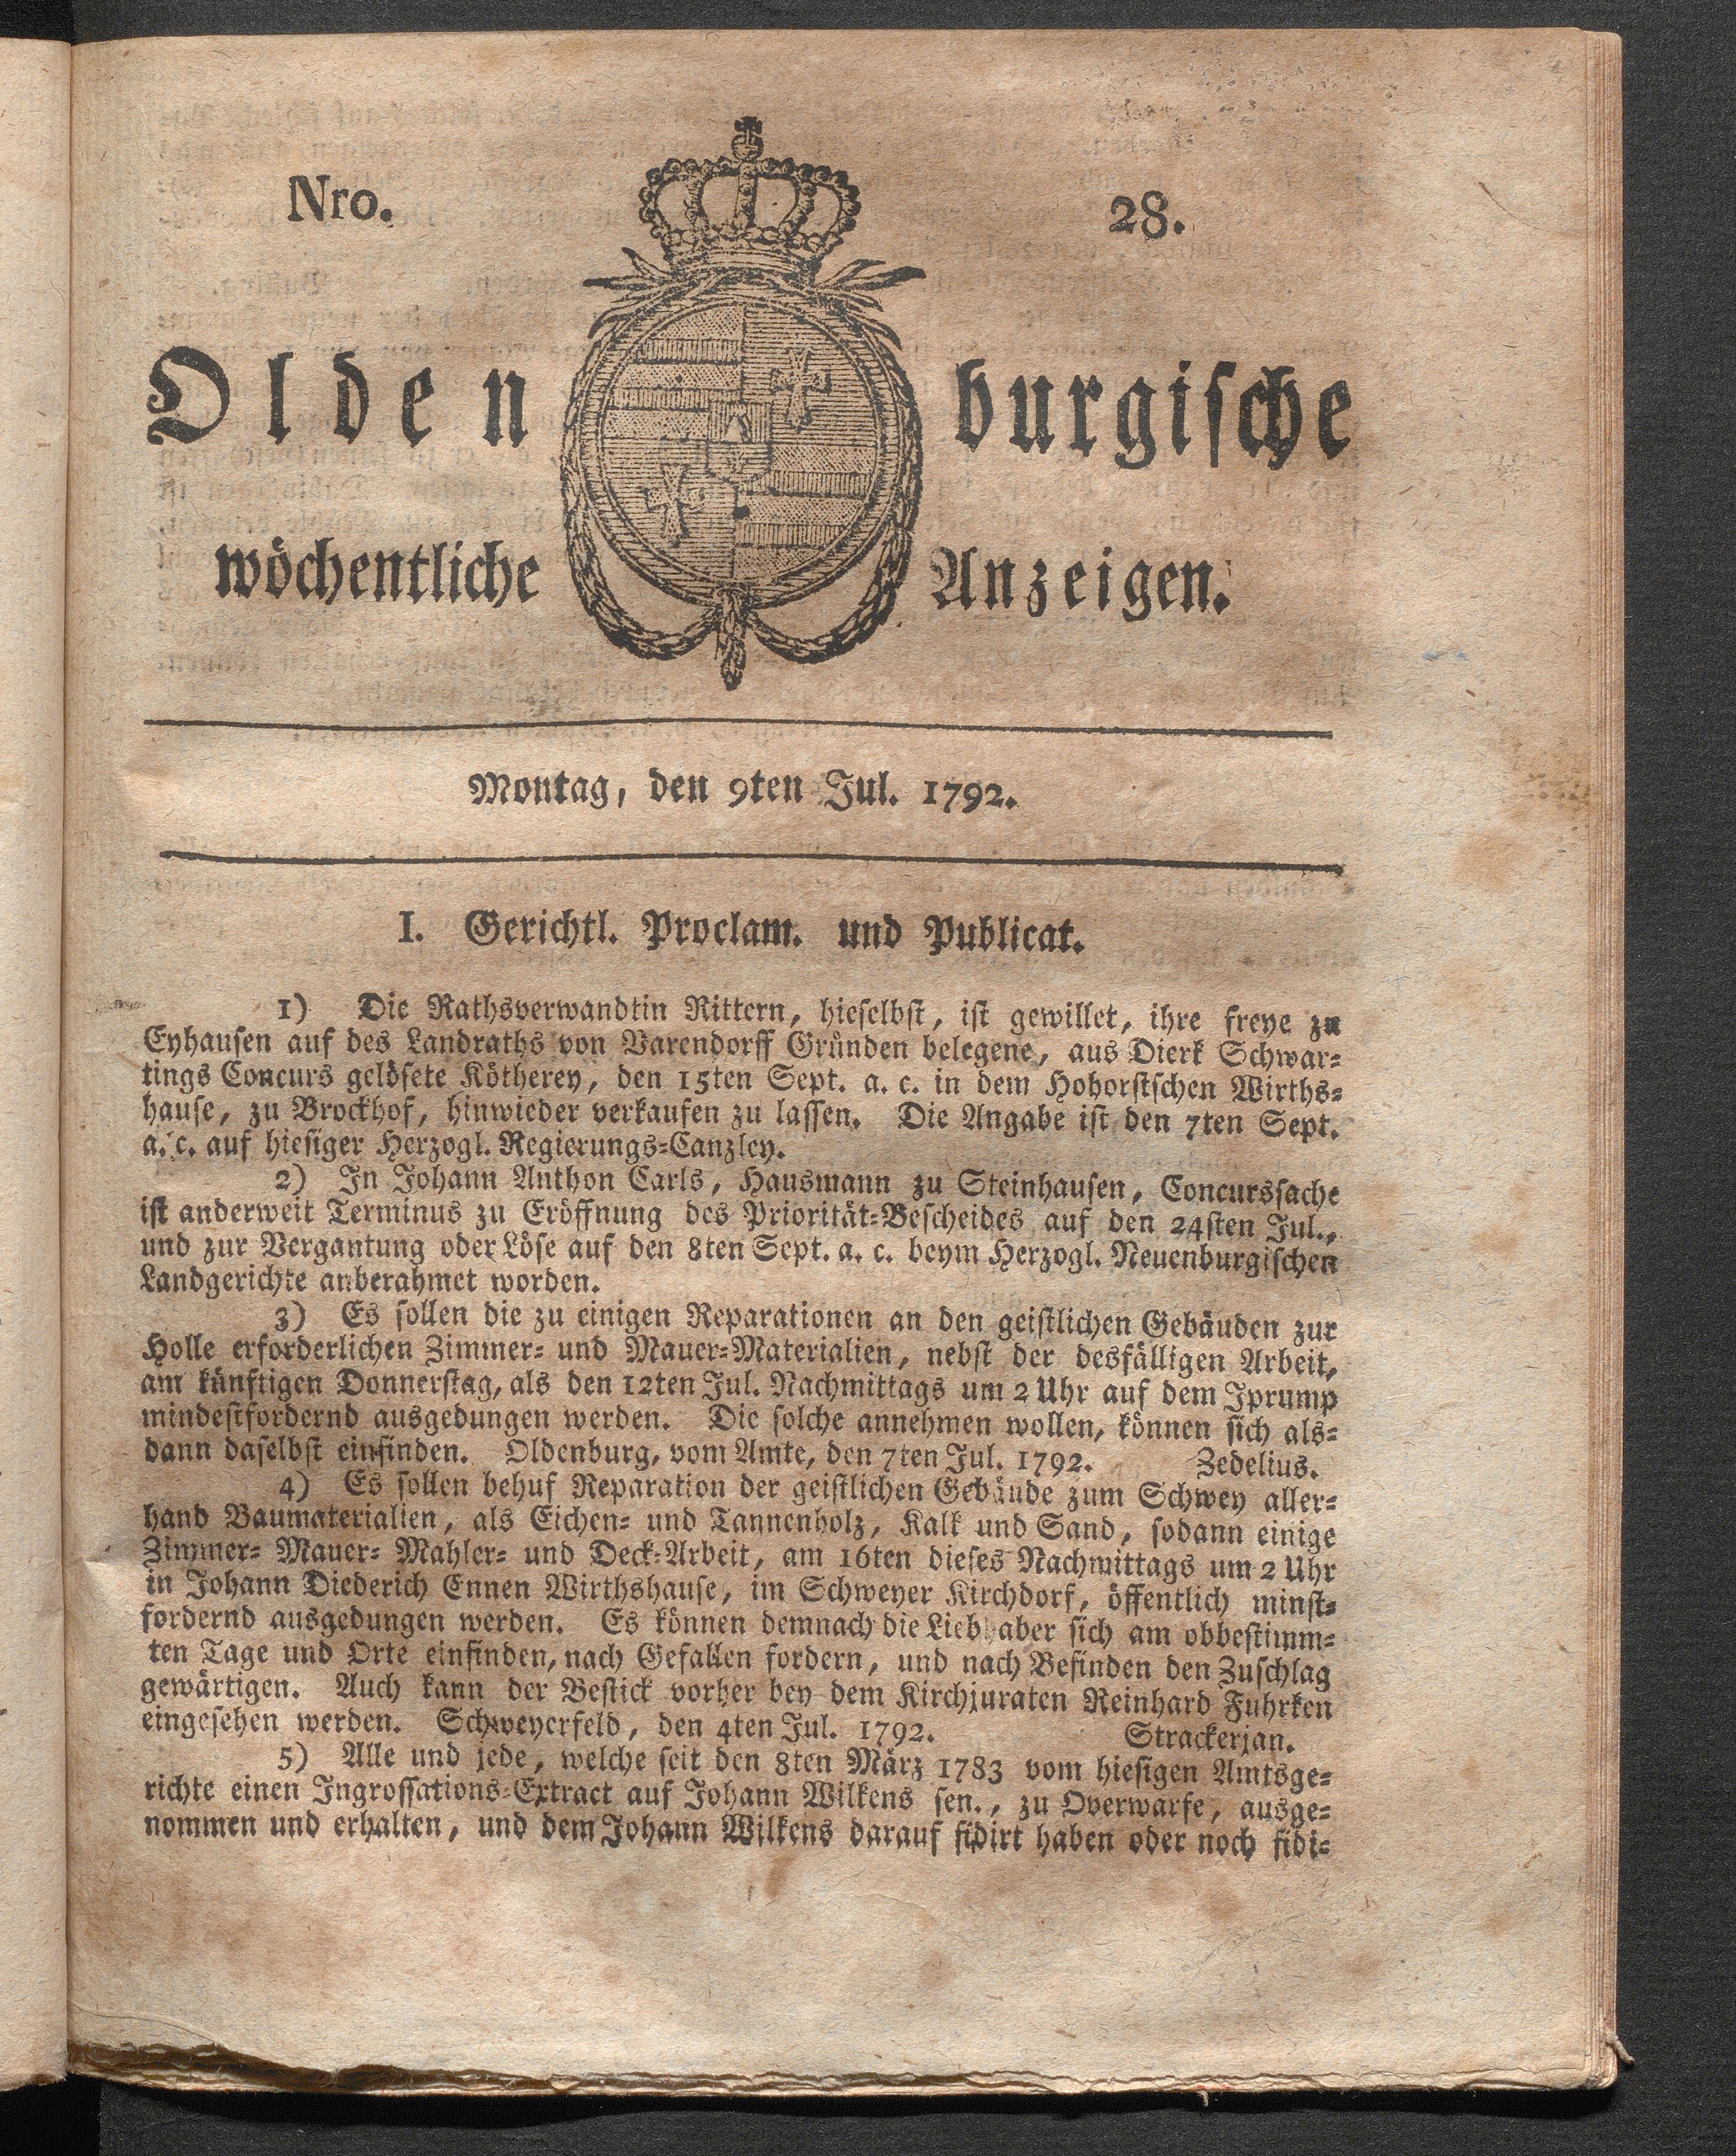 Nro. 28.
Oldenburgische
wöchentliche Anzeigen.
Montag, den 9ten Jul. 1792.
I. Gerichtl. Proclam. und Publicat.
1) Die Rathsverwandtin Rittern, hieselbst, ist gewillet, ihre freye zu
Eyhausen auf des Landraths von Varendorff Gründen belegene, aus Dierk Schwar-
tings Concurs gelösete Kötherey, den 15ten Sept. a. c. in dem Hohorstschen Wirths-
hause, zu Brockhof, hinwieder verkaufen zu lassen. Die Angabe ist den 7ten Sept.
a. c. auf hiesiger Herzogl. Regierungs-Canzley.
2) In Johann Anthon Carls, Hausmann zu Steinhausen, Concurssache
ist anderweit Terminus zu Eröffnung des Priorität-Bescheides auf den 24sten Jul.,
und zur Vergantung oder Löse auf den 8ten Sept. a. c. beym Herzogl. Neuenburgischen
Landgerichte anberahmet worden.
3) Es sollen die zu einigen Reparationen an den geistlichen Gebäuden zur
Holle erforderlichen Zimmer- und Mauer-Materialien, nebst der desfälligen Arbeit,
am künftigen Donnerstag, als den 12ten Jul. Nachmittags um 2 Uhr auf dem Iprump
mindestfordernd ausgedungen werden. Die solche annehmen wollen, können sich als-
dann daselbst einfinden. Oldenburg, vom Amte, den 7ten Jul. 1792. Zedelius.
4) Es sollen behuf Reparation der geistlichen Gebäude zum Schwey aller-
hand Baumaterialien, als Eichen- und Tannenholz, Kalk und Sand, sodann einige
Zimmer- Mauer- Mahler- und Deck-Arbeit, am 16ten dieses Nachmittags um 2 Uhr
in Johann Diederich Ennen Wirthshause, im Schweyer Kirchdorf, öffentlich minst-
fordernd ausgedungen werden. Es können demnach die Liebhaber sich am obbestimm-
ten Tage und Orte einfinden, nach Gefallen fordern, und nach Befinden den Zuschlag
gewärtigen. Auch kann der Bestick vorher bey dem Kirchjuraten Reinhard Fuhrken
eingesehen werden. Schweyerfeld, den 4ten Jul. 1792. Strackerjan.
5) Alle und jede, welche seit den 8ten März 1783 vom hiesigen Amtsge-
richte einen Ingrossations-Extract auf Johann Wilkens sen., zu Overwarfe, ausge-
nommen und erhalten, und dem Johann Wilkens darauf fidirt haben oder noch fidi-